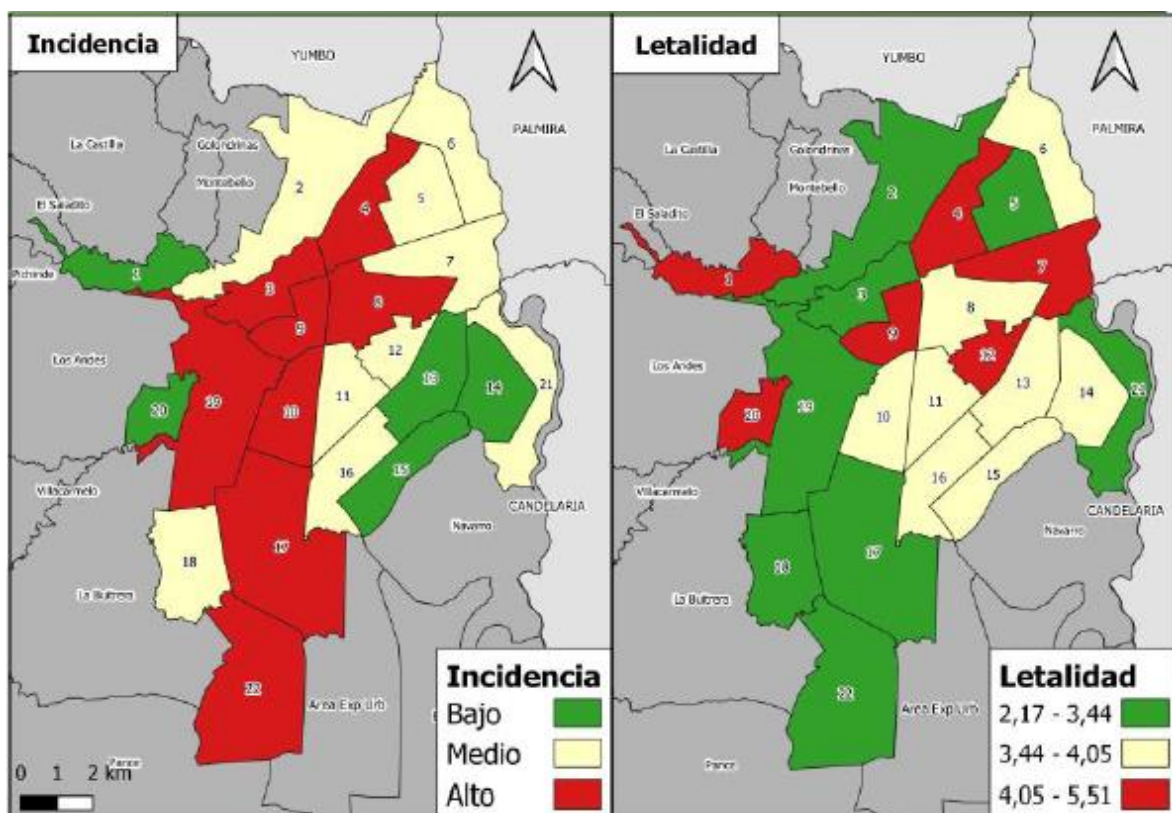 Incidencia
YUMBO
La Castilla
Golondrinas
Montebello
PALMIRA
6
2
5
4
El Saladito
1
Pichinde
7
3
8
9
12
Los Andes
13
14
21
11
20
19
10
16
15
Villacarmelo
CANDELARIA
Navarro
17
18
La Buitrera
22
Area Exp Urb
Pance
0 1 2 km
Incidencia
Bajo
Medio
Alto
Letalidad
YUMBO
La Castilla
Golondrinas
Montebello
PALMIRA
6
2
5
4
El Saladito
1
7
3
8
9
12
Los Andes
13
14
21
11
20
19
10
16
15
Villacarmelo
CANDELARIA
Navarro
17
18
La Buitrera
22
Area Exp Urb
Pance
Letalidad
2,17 - 3,44
3,44 - 4,05
4,05 - 5,51